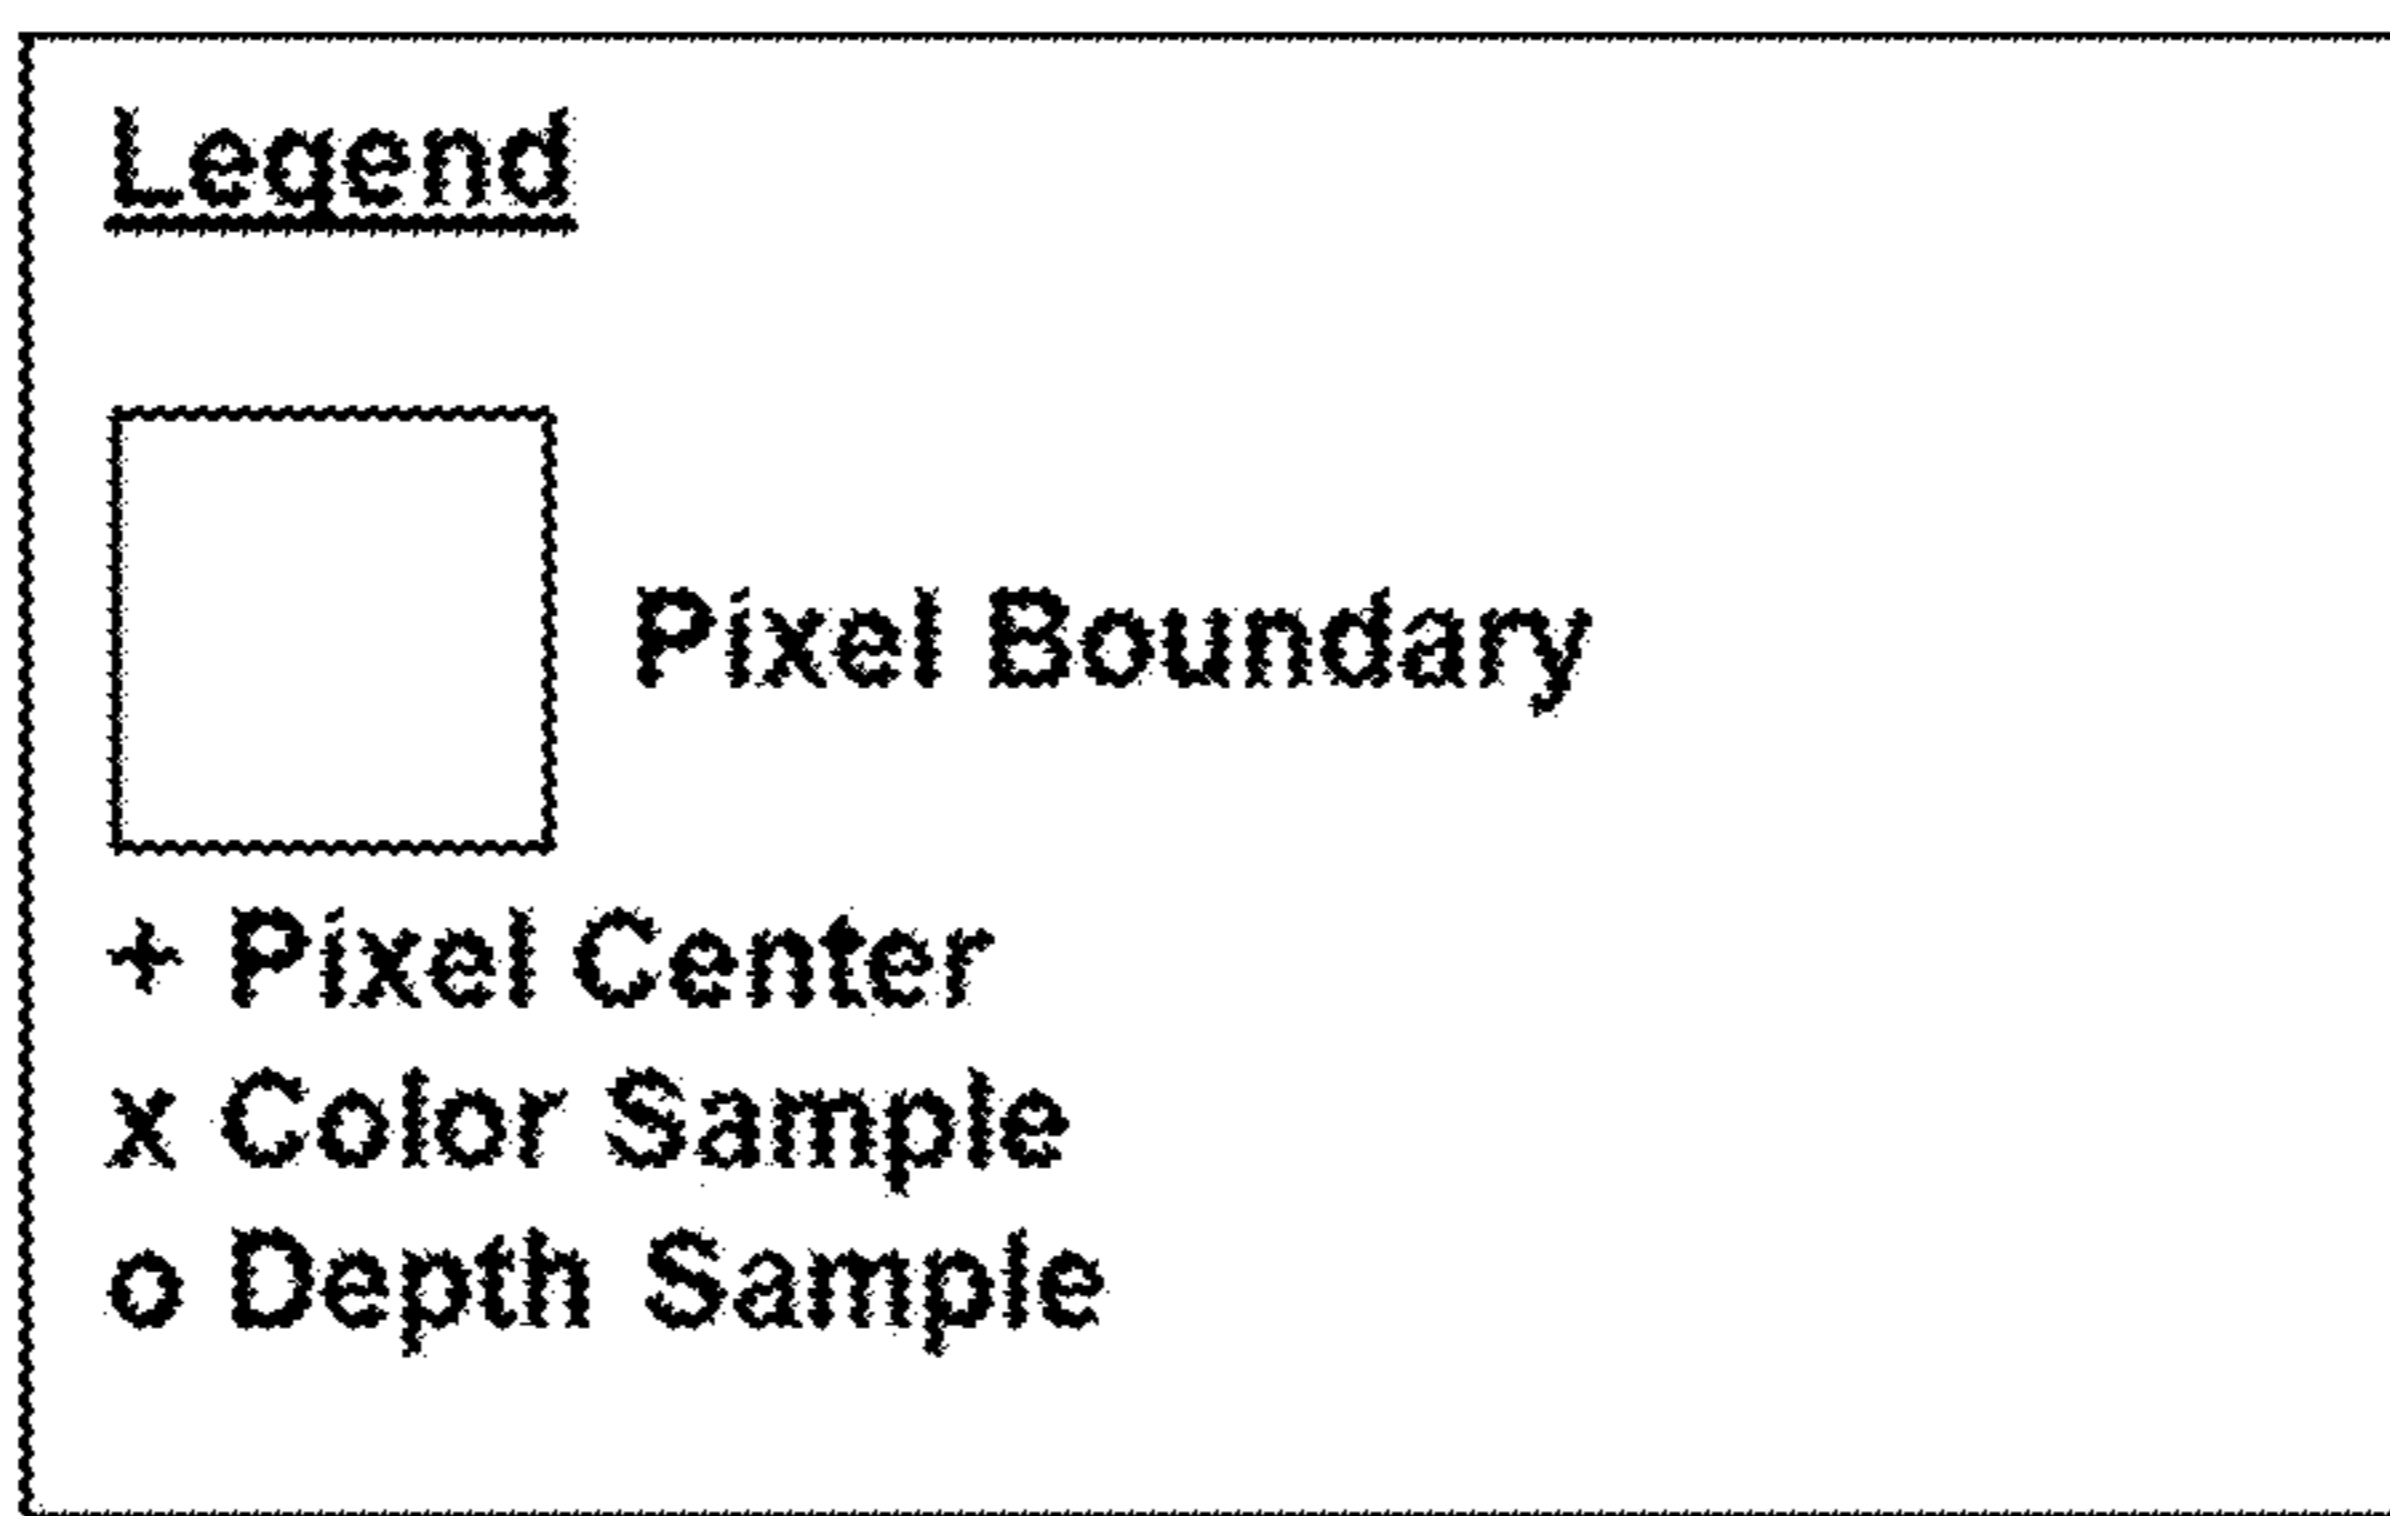 Legend
Pixel Boundary
+ Pixel Center
x Color Sample
o Depth Sample